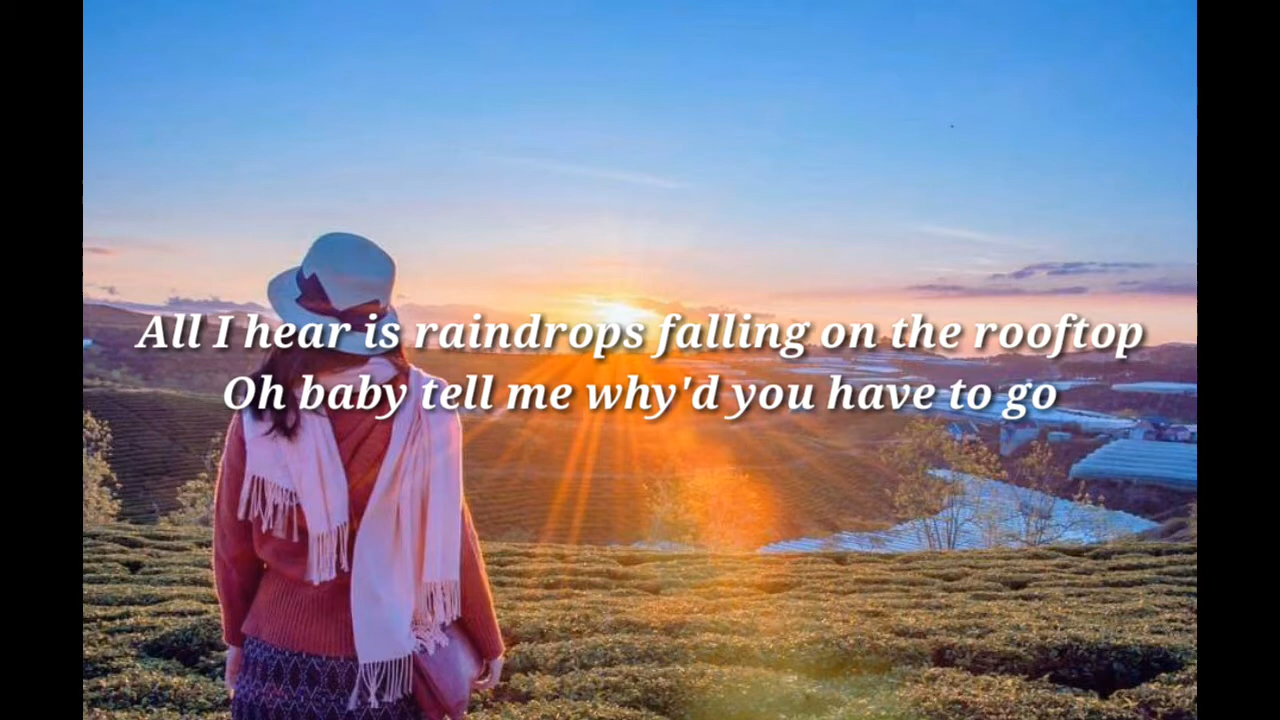 All I hear is raindrops falling on the rooftop
Oh baby tell me why'd you have to go